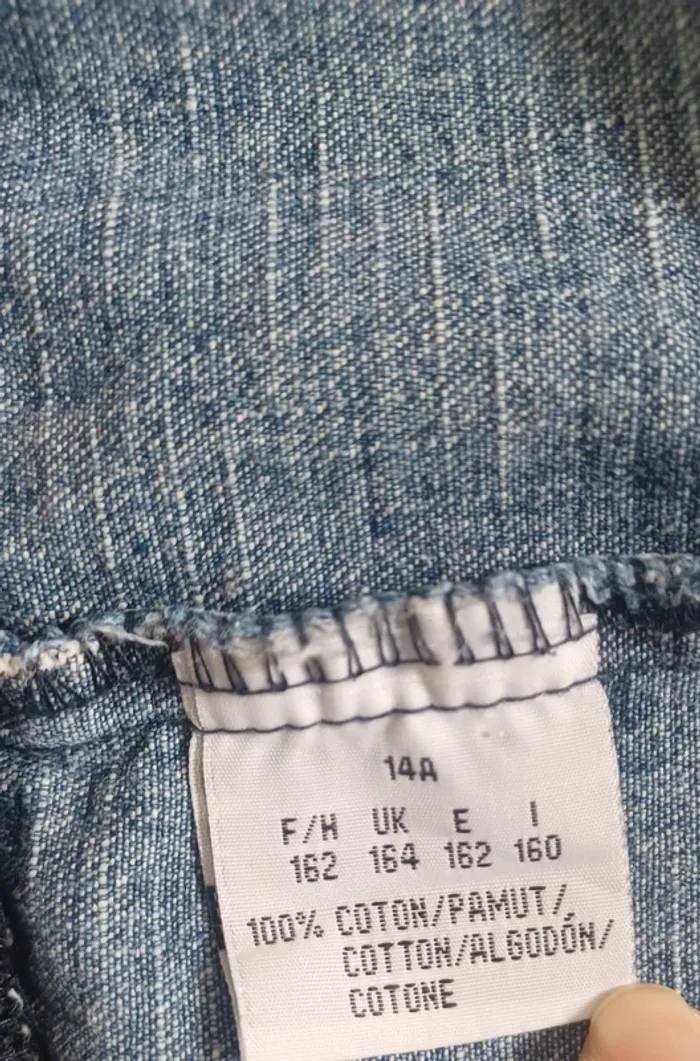 14A
F/H UK E I
162 164 162 160
100% COTON/PAMUT/
COTTON/ALGODÓN/
COTONE